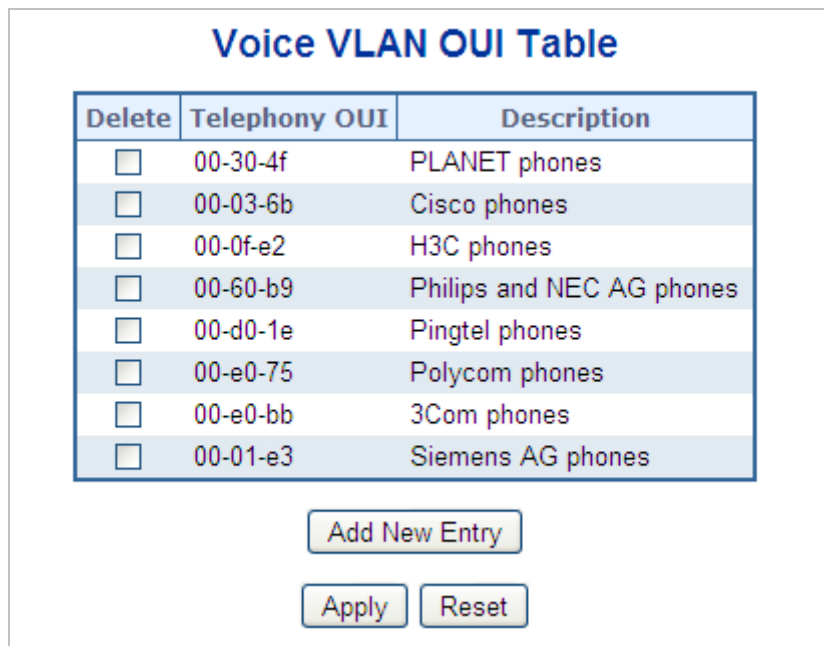 Voice VLAN OUI Table
Delete Telephony OUI Description
00-30-4f PLANET phones
00-03-6b Cisco phones
00-0f-e2 H3C phones
00-60-b9 Philips and NEC AG phones
00-d0-1e Pingtel phones
00-e0-75 Polycom phones
00-e0-bb 3Com phones
00-01-e3 Siemens AG phones
Add New Entry
Apply Reset